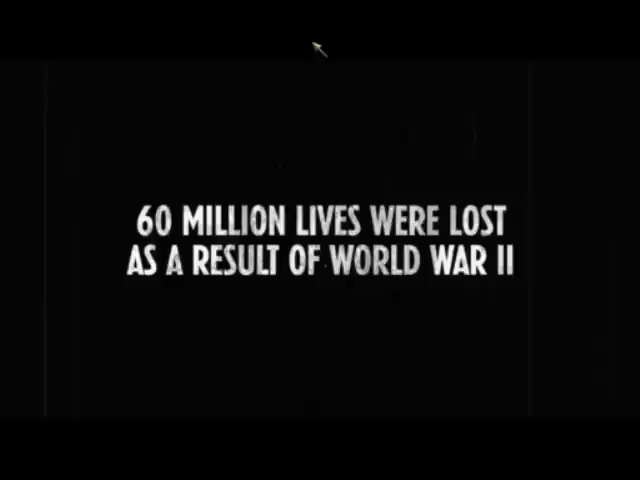 60 MILLION LIVES WERE LOST
AS A RESULT OF WORLD WAR II